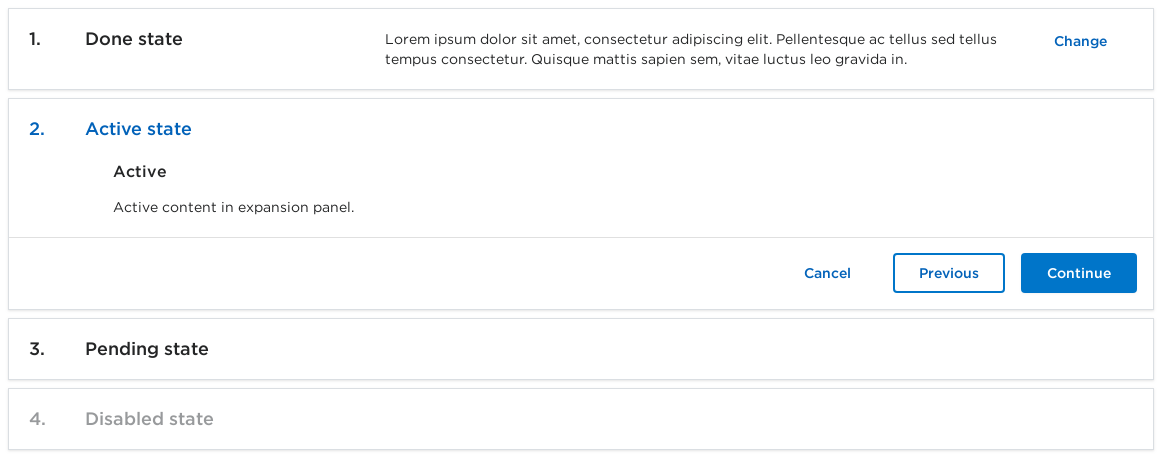 1. Done state
Lorem ipsum dolor sit amet, consectetur adipiscing elit. Pellentesque ac tellus sed tellus
tempus consectetur. Quisque mattis sapien sem, vitae luctus leo gravida in.
Change
2. Active state
Active
Active content in expansion panel.
Cancel Previous Continue
3. Pending state
4. Disabled state